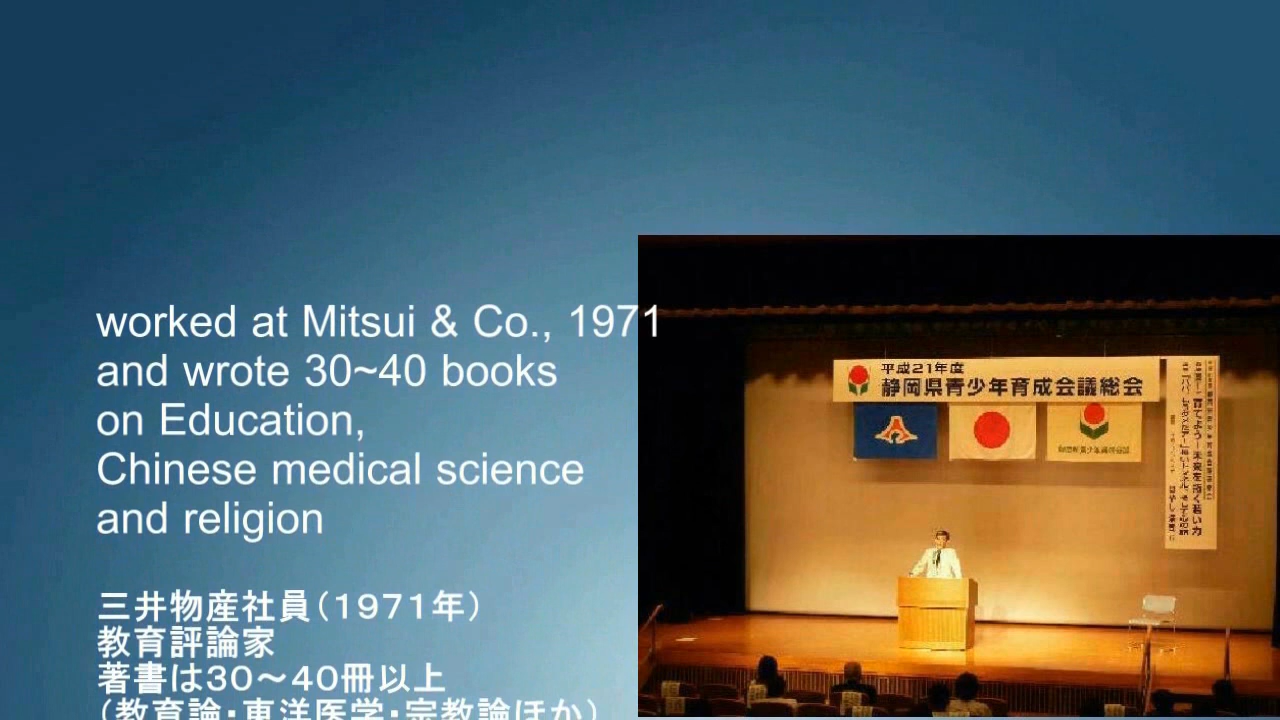 worked at Mitsui & Co., 1971
and wrote 30~40 books
on Education,
Chinese medical science
and religion
三井物産社員（１９７１年）
教育評論家
著書は３０～４０冊以上
（教育論・東洋医学・宗教論ほか）
平成21年度
静岡県青少年育成会議総会